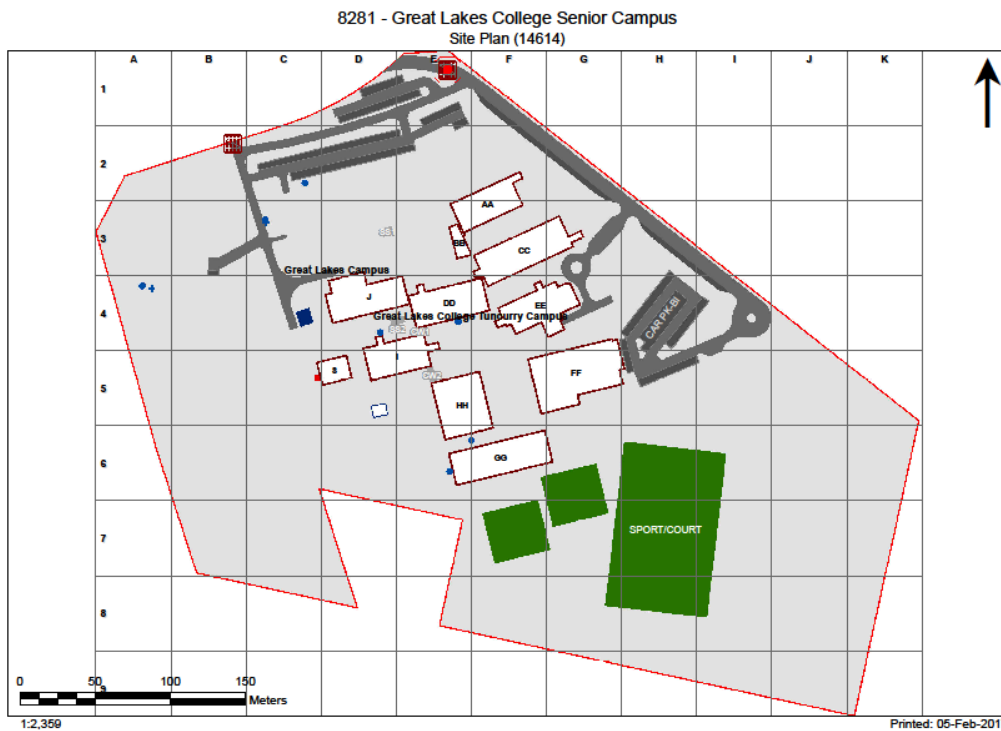 8281 - Great Lakes College Senior Campus
Site Plan (14614)
A B C D E F G H I J K
1
2
AA
3
BB
CC
Great Lakes Campus
J
DD
EE
4
CAR PK-BI
Great Lakes College Tuncurry Campus
I
S
5
FF
HH
6
GG
7
SPORT/COURT
8
9
0 50 100 150
Meters
1:2,359
Printed: 05-Feb-201